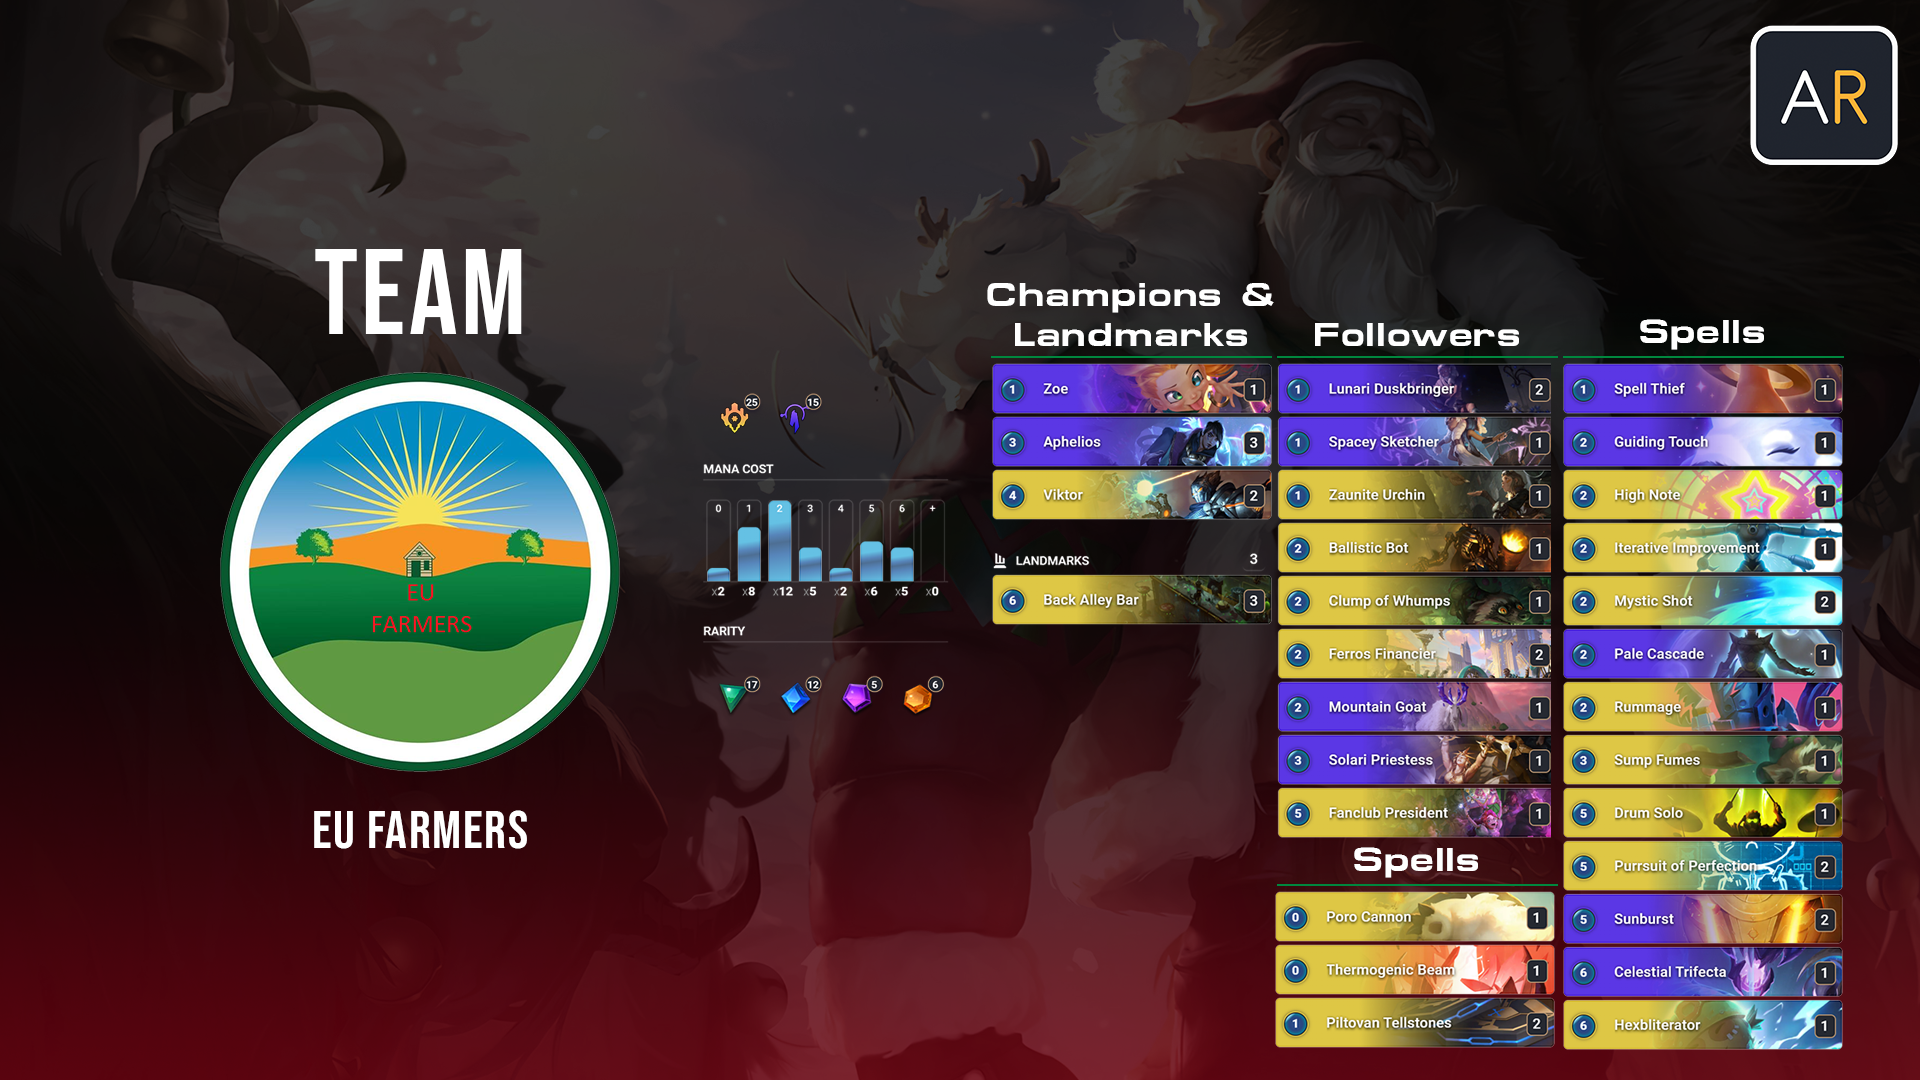 AR
TEAM
EU
FARMERS
EU FARMERS
25
15
MANA COST
0 1 2 3 4 5 6 +
x2 x8 x12 x5 x2 x6 x5 x0
RARITY
17 12 5 6
Champions &
Landmarks
1 Zoe 1
3 Aphelios 3
4 Viktor 2
LANDMARKS 3
6 Back Alley Bar 3
Followers
1 Lunari Duskbringer 2
1 Spacey Sketcher 1
1 Zaunite Urchin 1
2 Ballistic Bot 1
2 Clump of Whumps 1
2 Ferros Financier 2
2 Mountain Goat 1
3 Solari Priestess 1
5 Fanclub President 1
Spells
0 Poro Cannon 1
0 Thermogenic Beam 1
1 Piltovan Tellstones 2
Spells
1 Spell Thief 1
2 Guiding Touch 1
2 High Note 1
2 Iterative Improvement 1
2 Mystic Shot 2
2 Pale Cascade 1
2 Rummage 1
3 Sump Fumes 1
5 Drum Solo 1
5 Purrsuit of Perfection 2
5 Sunburst 2
6 Celestial Trifecta 1
6 Hexbliterator 1